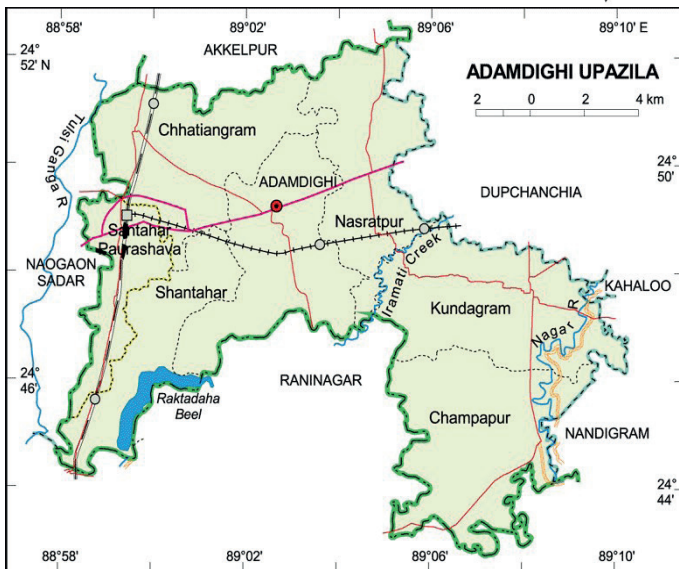 88°58'
89°02'
89°06'
89°10' E
24°
52' N
AKKELPUR
ADAMDIGHI UPAZILA
2 0 2 4 km
Tulsi Ganga R
Chhatiangram
24°
50'
ADAMDIGHI
DUPCHANCHIA
Nasratpur
Santahar
Paurashava
NAOGAON
SADAR
Iramati Creek
KAHALOO
Shantahar
Kundagram
Nagar R
24°
46'
RANINAGAR
Raktadaha
Beel
Champapur
NANDIGRAM
24°
44'
88°58'
89°02'
89°06'
89°10'